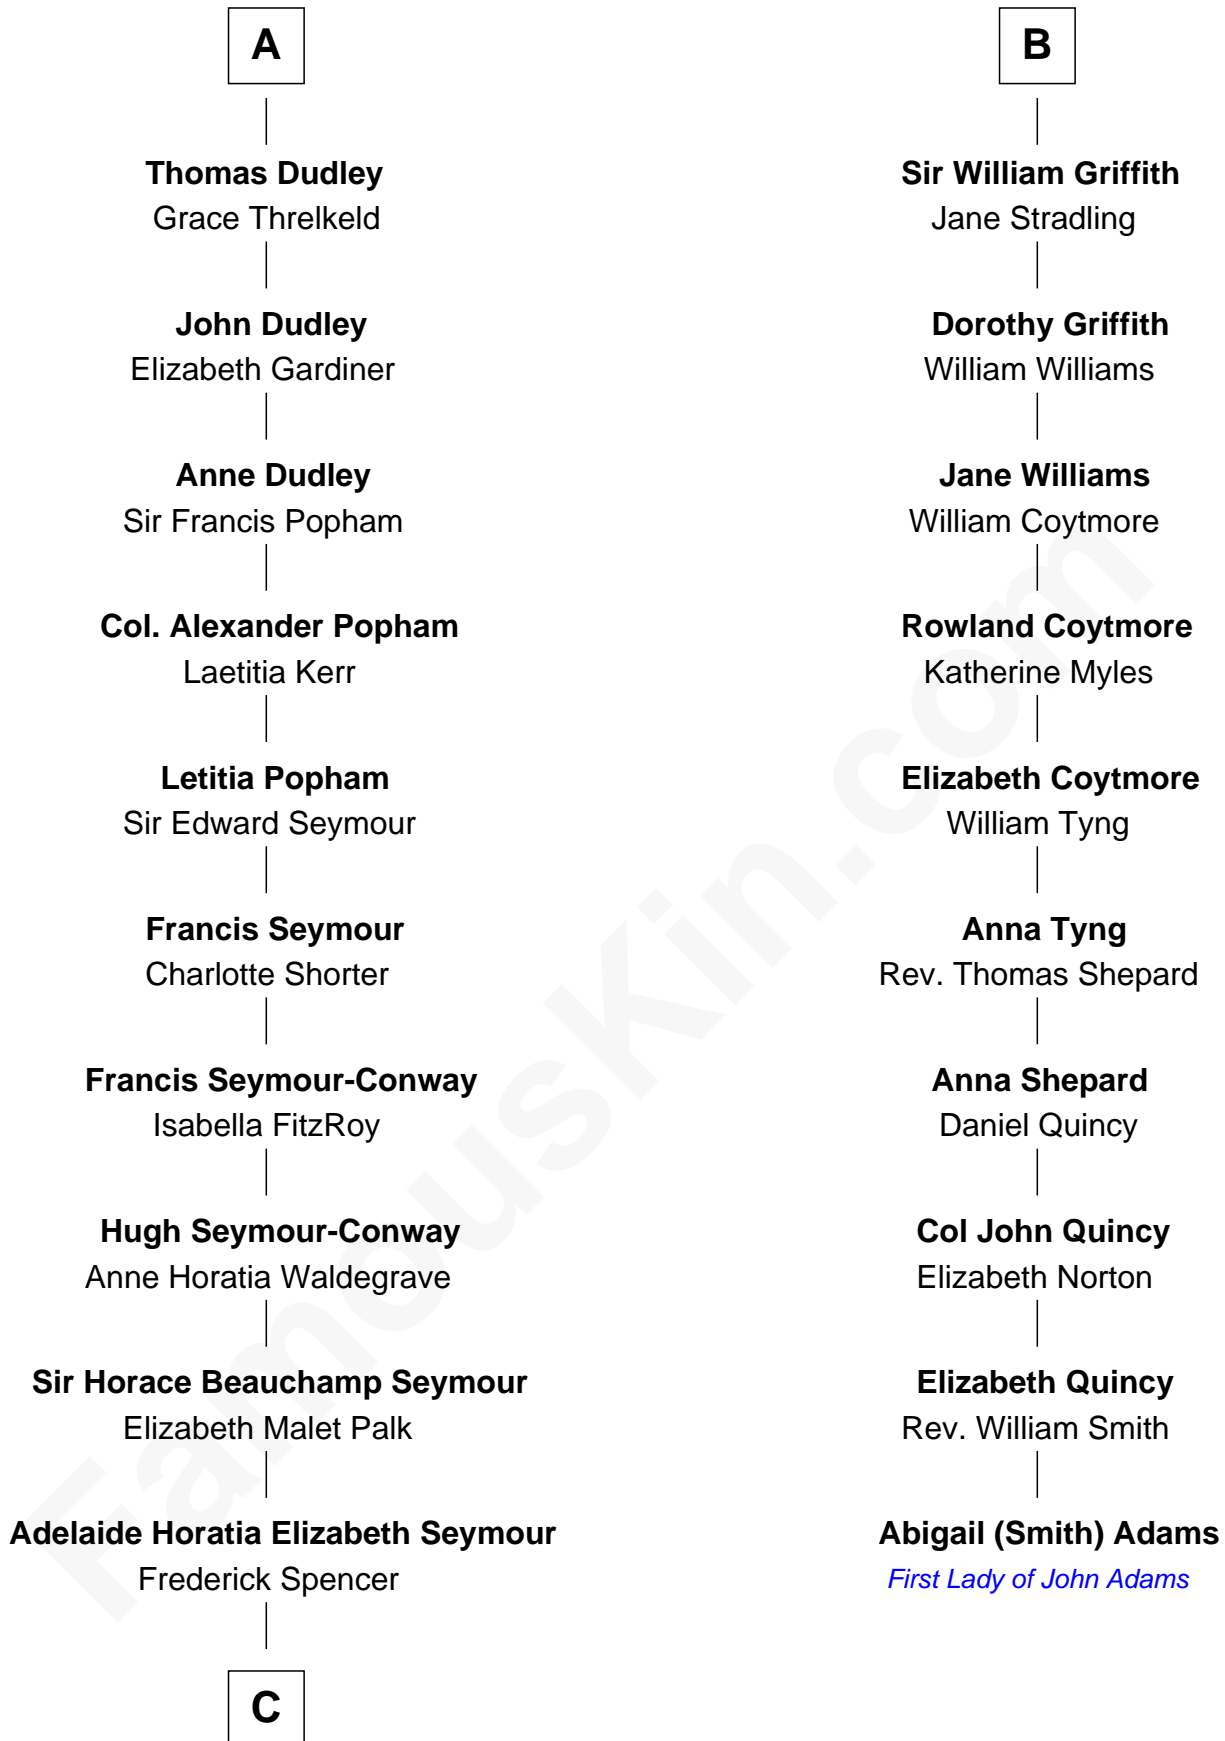 A
Thomas Dudley
Grace Threlkeld
John Dudley
Elizabeth Gardiner
Anne Dudley
Sir Francis Popham
Col. Alexander Popham
Laetitia Kerr
Letitia Popham
Sir Edward Seymour
Francis Seymour
Charlotte Shorter
Francis Seymour-Conway
Isabella FitzRoy
Hugh Seymour-Conway
Anne Horatia Waldegrave
Sir Horace Beauchamp Seymour
Elizabeth Malet Palk
Adelaide Horatia Elizabeth Seymour
Frederick Spencer
C
B
Sir William Griffith
Jane Stradling
Dorothy Griffith
William Williams
Jane Williams
William Coytmore
Rowland Coytmore
Katherine Myles
Elizabeth Coytmore
William Tyng
Anna Tyng
Rev. Thomas Shepard
Anna Shepard
Daniel Quincy
Col John Quincy
Elizabeth Norton
Elizabeth Quincy
Rev. William Smith
Abigail (Smith) Adams
First Lady of John Adams
FamousKin.com